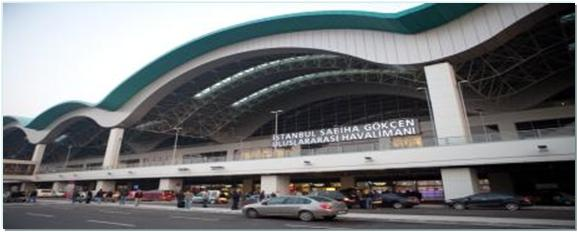 İSTANBUL SABİHA GÖKÇEN
ULUSLARARASI HAVALİMANI